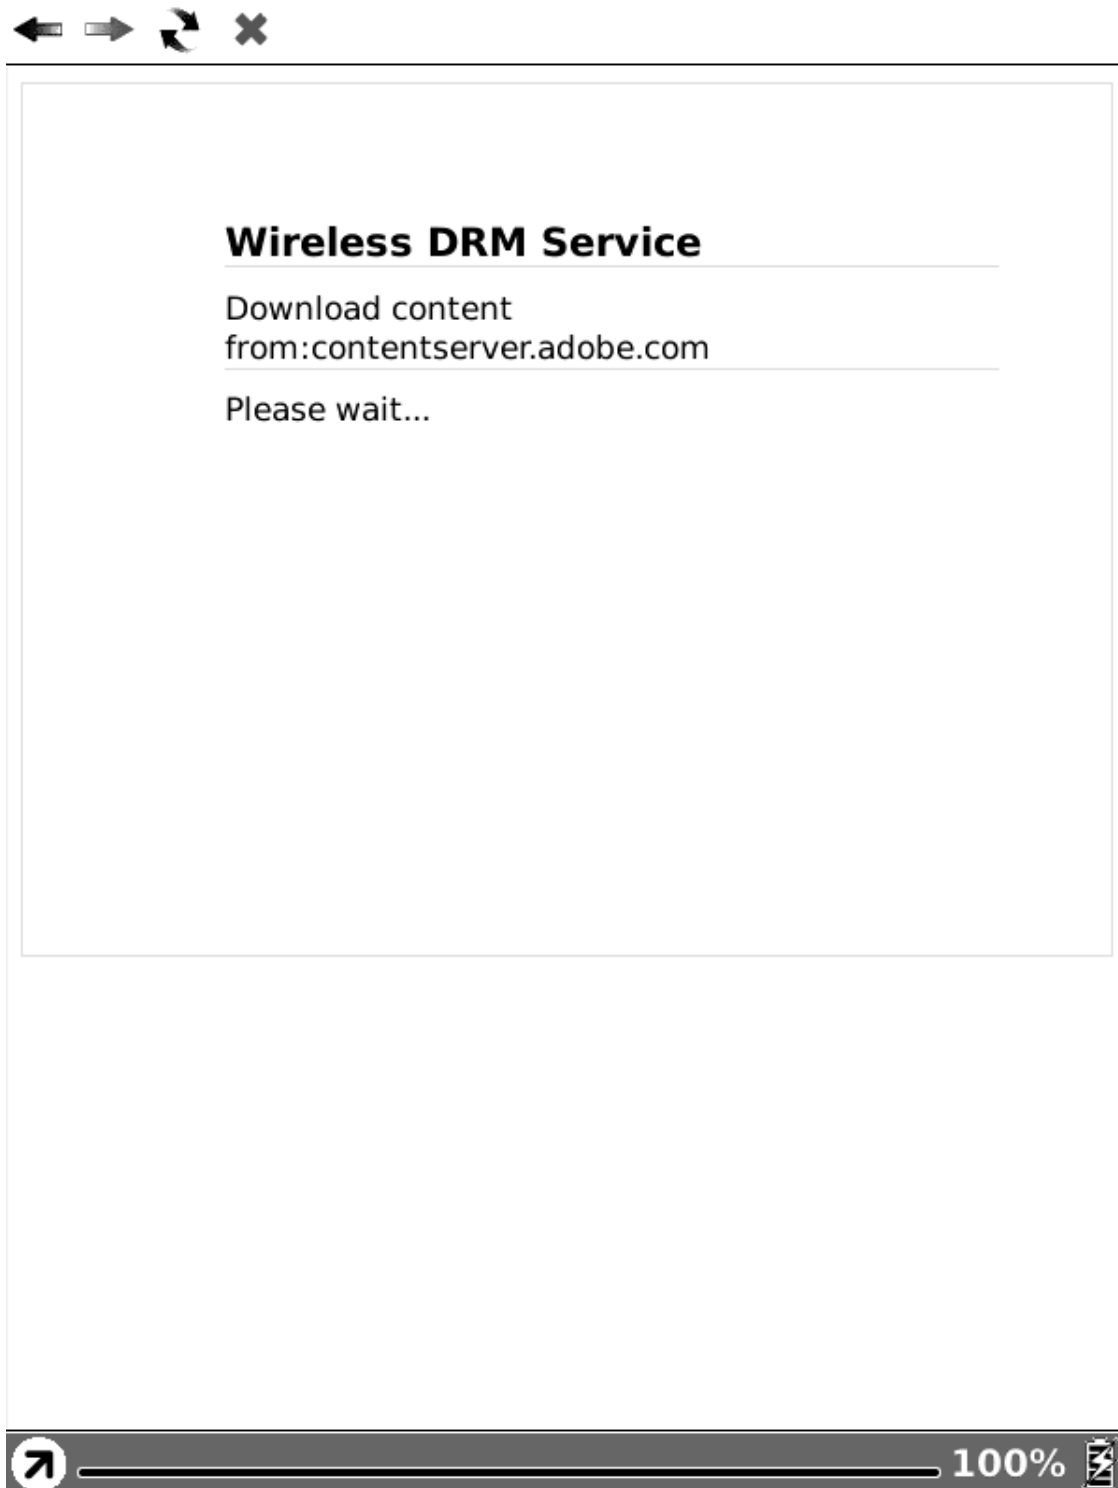 Wireless DRM Service
Download content
from:contentserver.adobe.com
Please wait...
100%